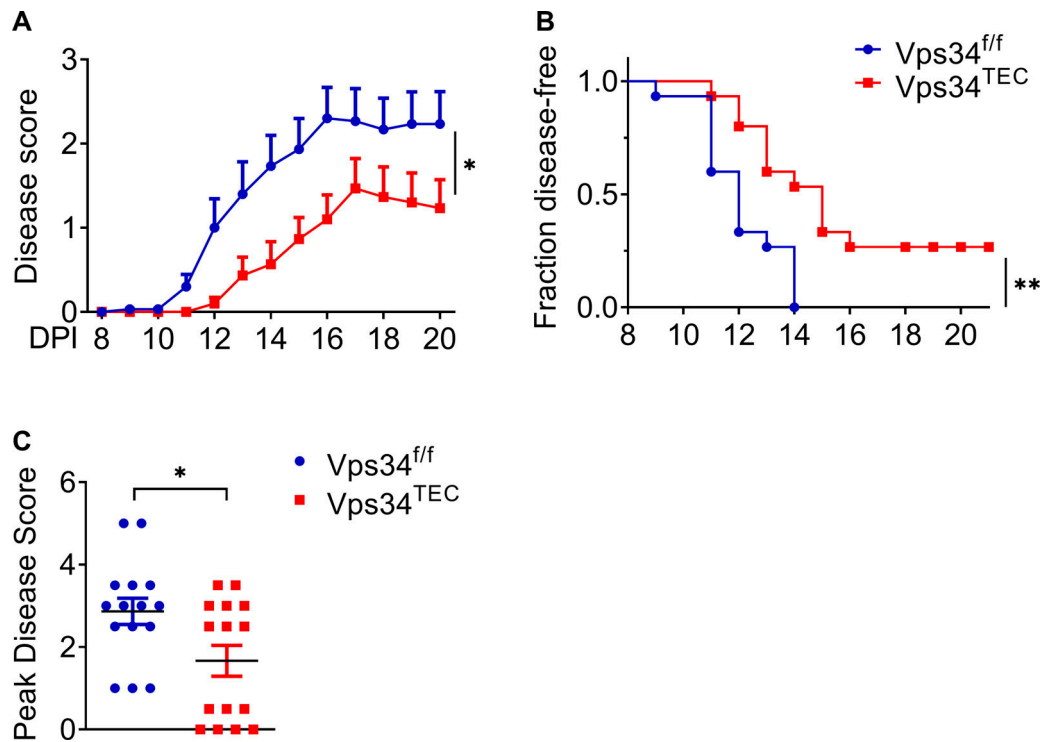 A
Disease score
3
2
1
0
DPI 8 10 12 14 16 18 20
*
B
Fraction disease-free
1.0
0.5
0.0
8 10 12 14 16 18 20
Vps34f/f
Vps34TEC
**
C
Peak Disease Score
6
4
2
0
*
Vps34f/f
Vps34TEC